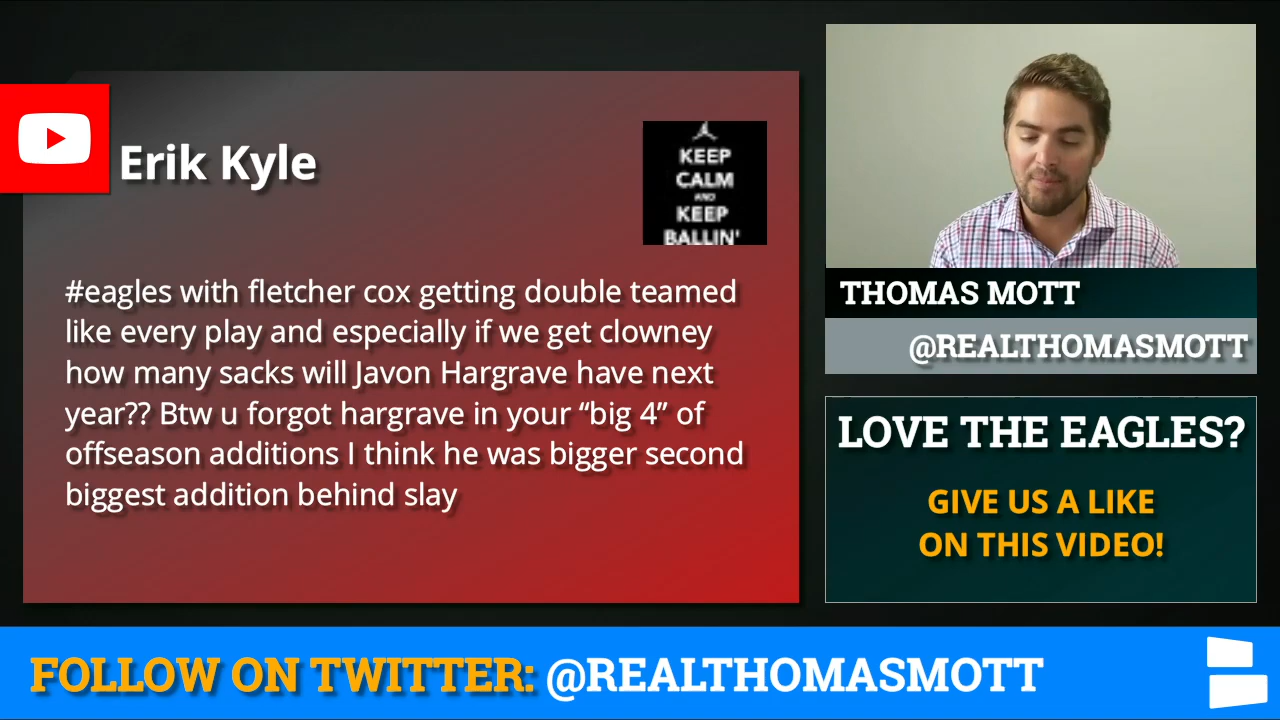 Erik Kyle
KEEP
CALM
AND
KEEP
BALLIN'
#eagles with fletcher cox getting double teamed
like every play and especially if we get clowney
how many sacks will Javon Hargrave have next
year?? Btw u forgot hargrave in your “big 4” of
offseason additions I think he was bigger second
biggest addition behind slay
THOMAS MOTT
@REALTHOMASMOTT
LOVE THE EAGLES?
GIVE US A LIKE
ON THIS VIDEO!
FOLLOW ON TWITTER: @REALTHOMASMOTT